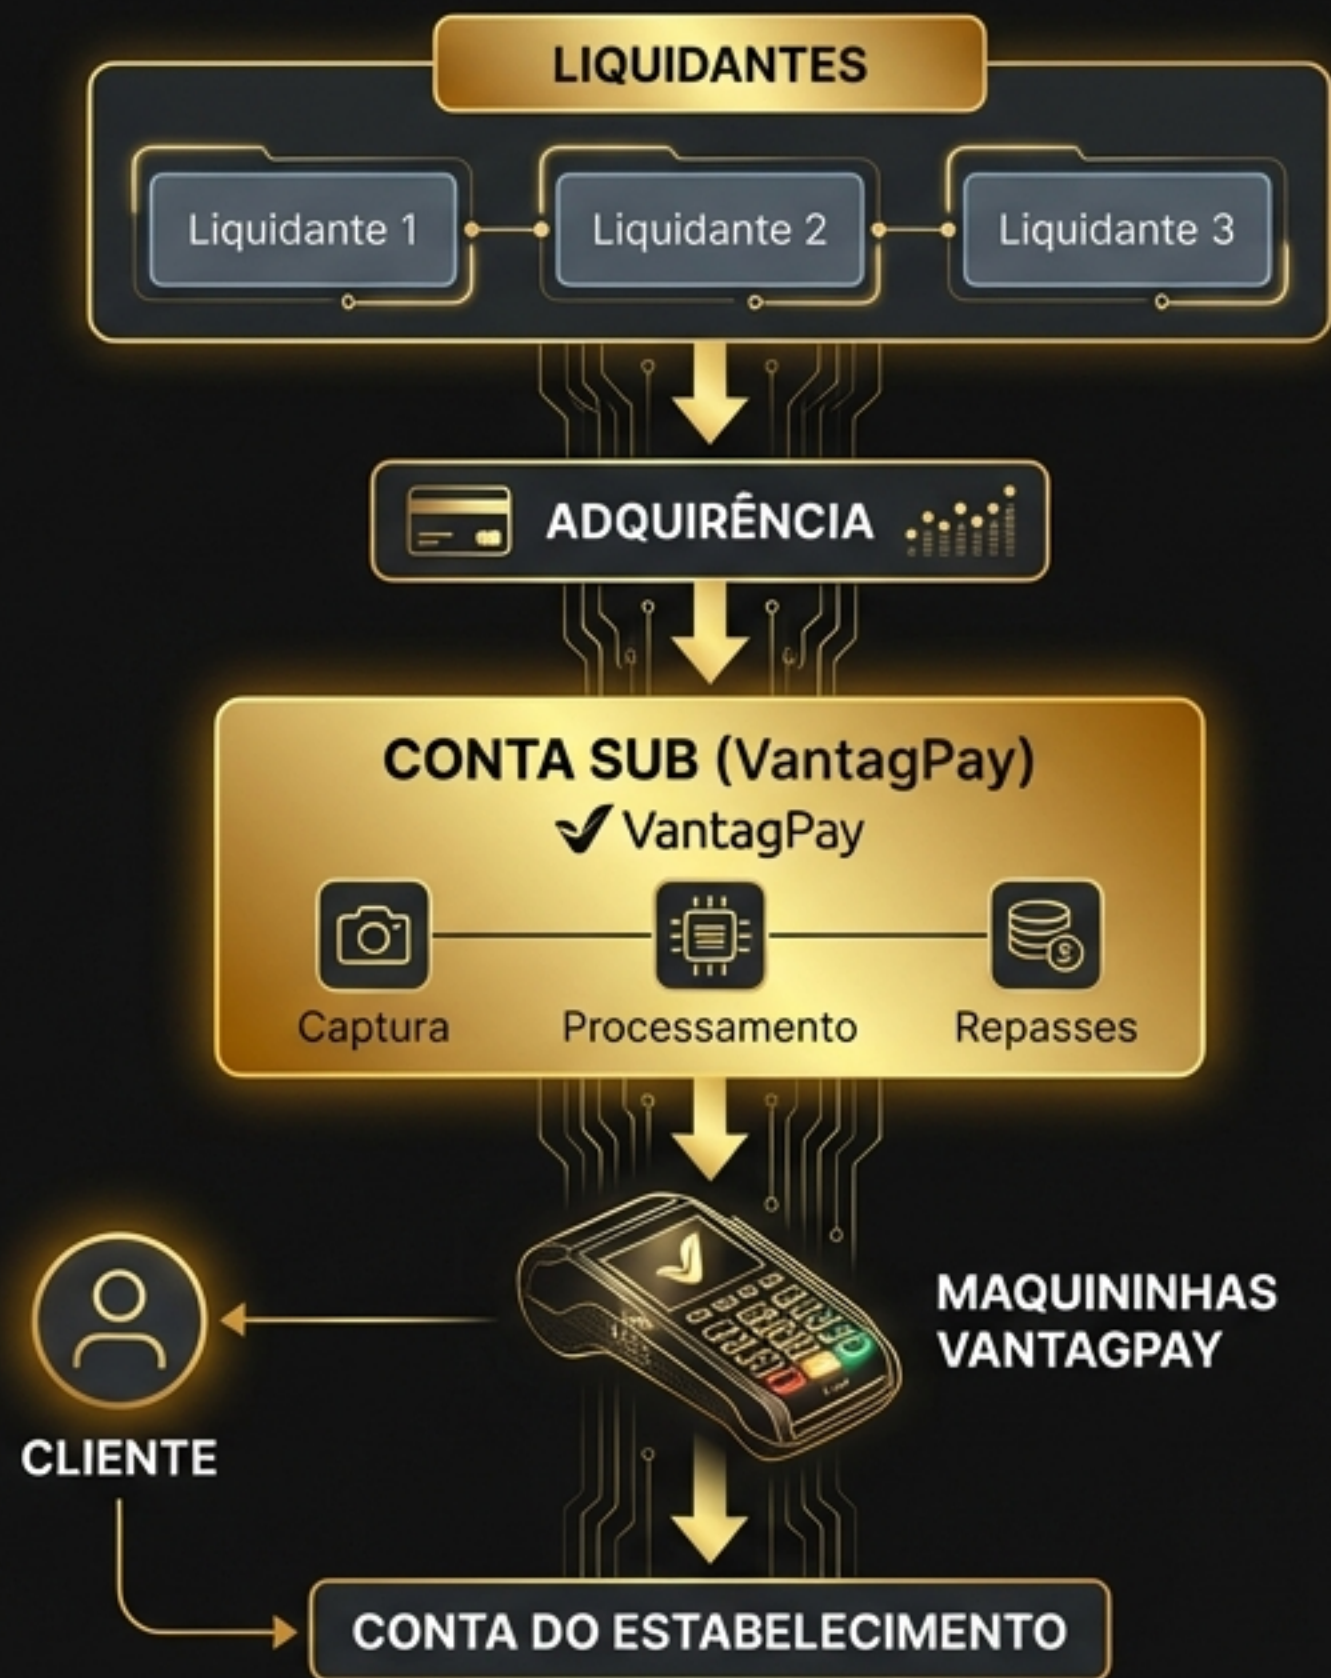 LIQUIDANTES
Liquidante 1
Liquidante 2
Liquidante 3
ADQUIRÊNCIA
CONTA SUB (VantagPay)
VantagPay
Captura
Processamento
Repasses
MAQUININHAS
VANTAGPAY
CLIENTE
CONTA DO ESTABELECIMENTO